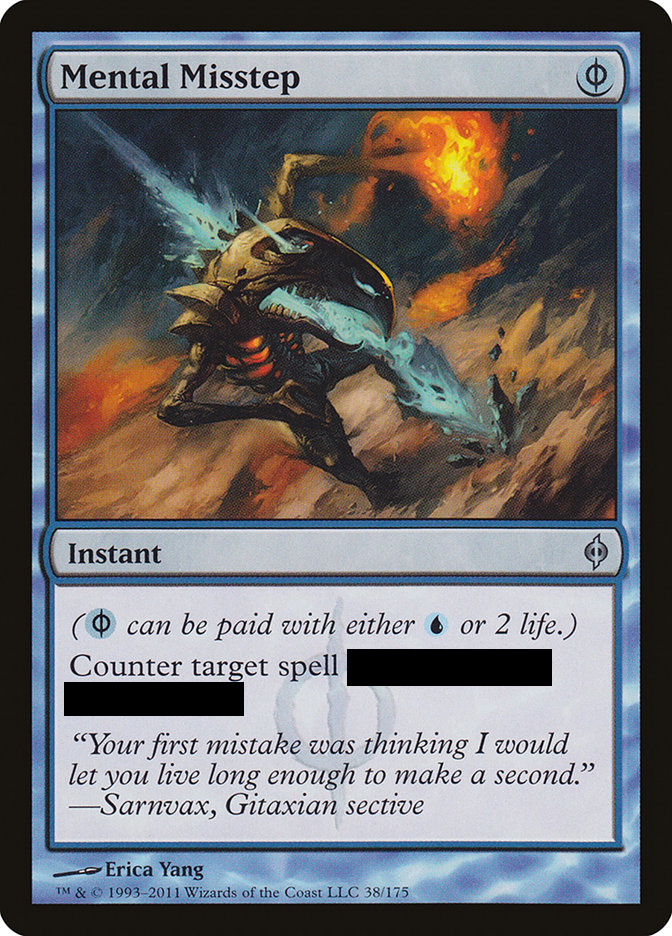 Mental Misstep
Instant
(ϕ can be paid with either 💧 or 2 life.)
Counter target spell
“Your first mistake was thinking I would
let you live long enough to make a second.”
—Sarnvax, Gitaxian sective
Erica Yang
™ & © 1993–2011 Wizards of the Coast LLC 38/175